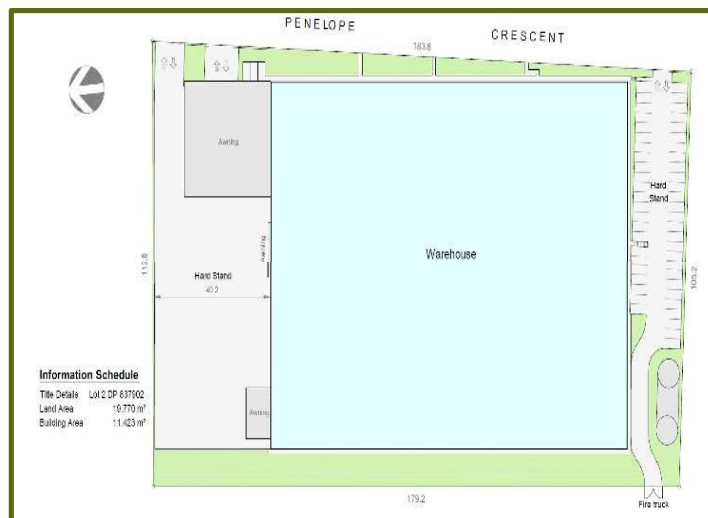 PENELOPE CRESCENT
183.8
Awning
Hard
Stand
Awning
Warehouse
112.8
Hard Stand
40.2
105.2
Information Schedule
Title Details Lot 2 DP 837902
Land Area 19.770 m²
Building Area 11.423 m²
Awning
179.2
Fire truck